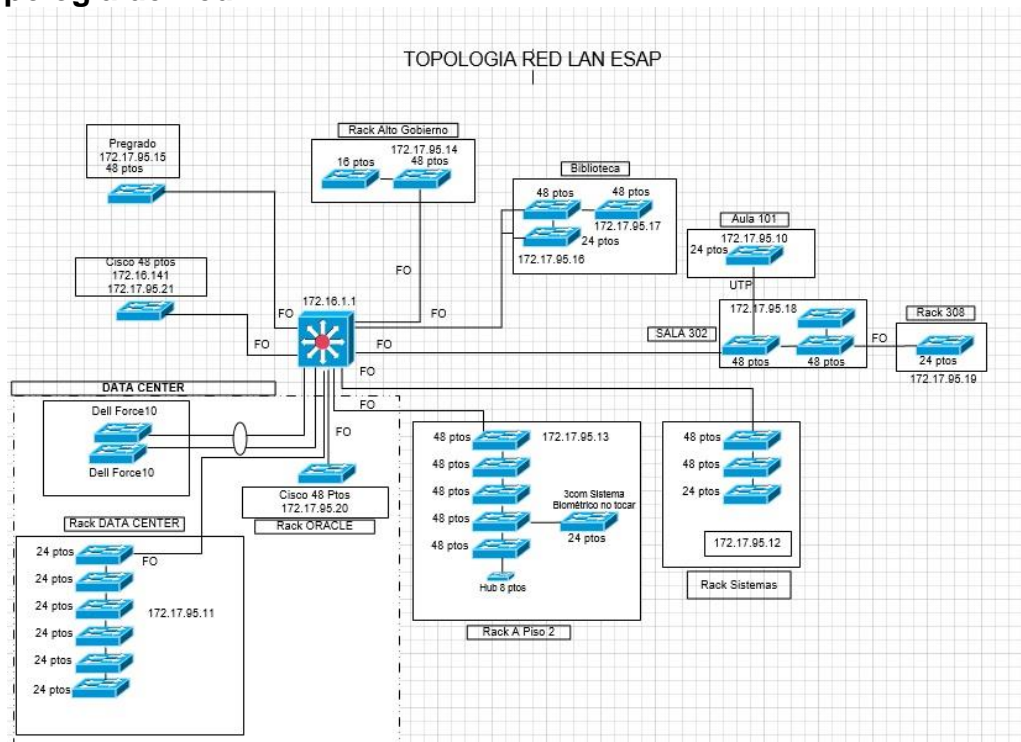 TOPOLOGIA RED LAN ESAP
Pregrado
172.17.95.15
48 ptos
Rack Alto Gobierno
172.17.95.14
16 ptos
48 ptos
Biblioteca
48 ptos
48 ptos
172.17.95.17
24 ptos
172.17.95.16
Aula 101
172.17.95.10
24 ptos
UTP
Cisco 48 ptos
172.16.141
172.17.95.21
FO
172.16.1.1
FO
FO
FO
FO
FO
172.17.95.18
SALA 302
48 ptos
48 ptos
FO
Rack 308
24 ptos
172.17.95.19
DATA CENTER
Dell Force10
Dell Force10
FO
FO
Cisco 48 Ptos
172.17.95.20
Rack ORACLE
Rack DATA CENTER
24 ptos
FO
24 ptos
24 ptos
172.17.95.11
24 ptos
24 ptos
24 ptos
48 ptos
172.17.95.13
48 ptos
48 ptos
48 ptos
3com Sistema
Biométrico no tocar
24 ptos
48 ptos
Hub 8 ptos
Rack A Piso 2
48 ptos
48 ptos
24 ptos
172.17.95.12
Rack Sistemas